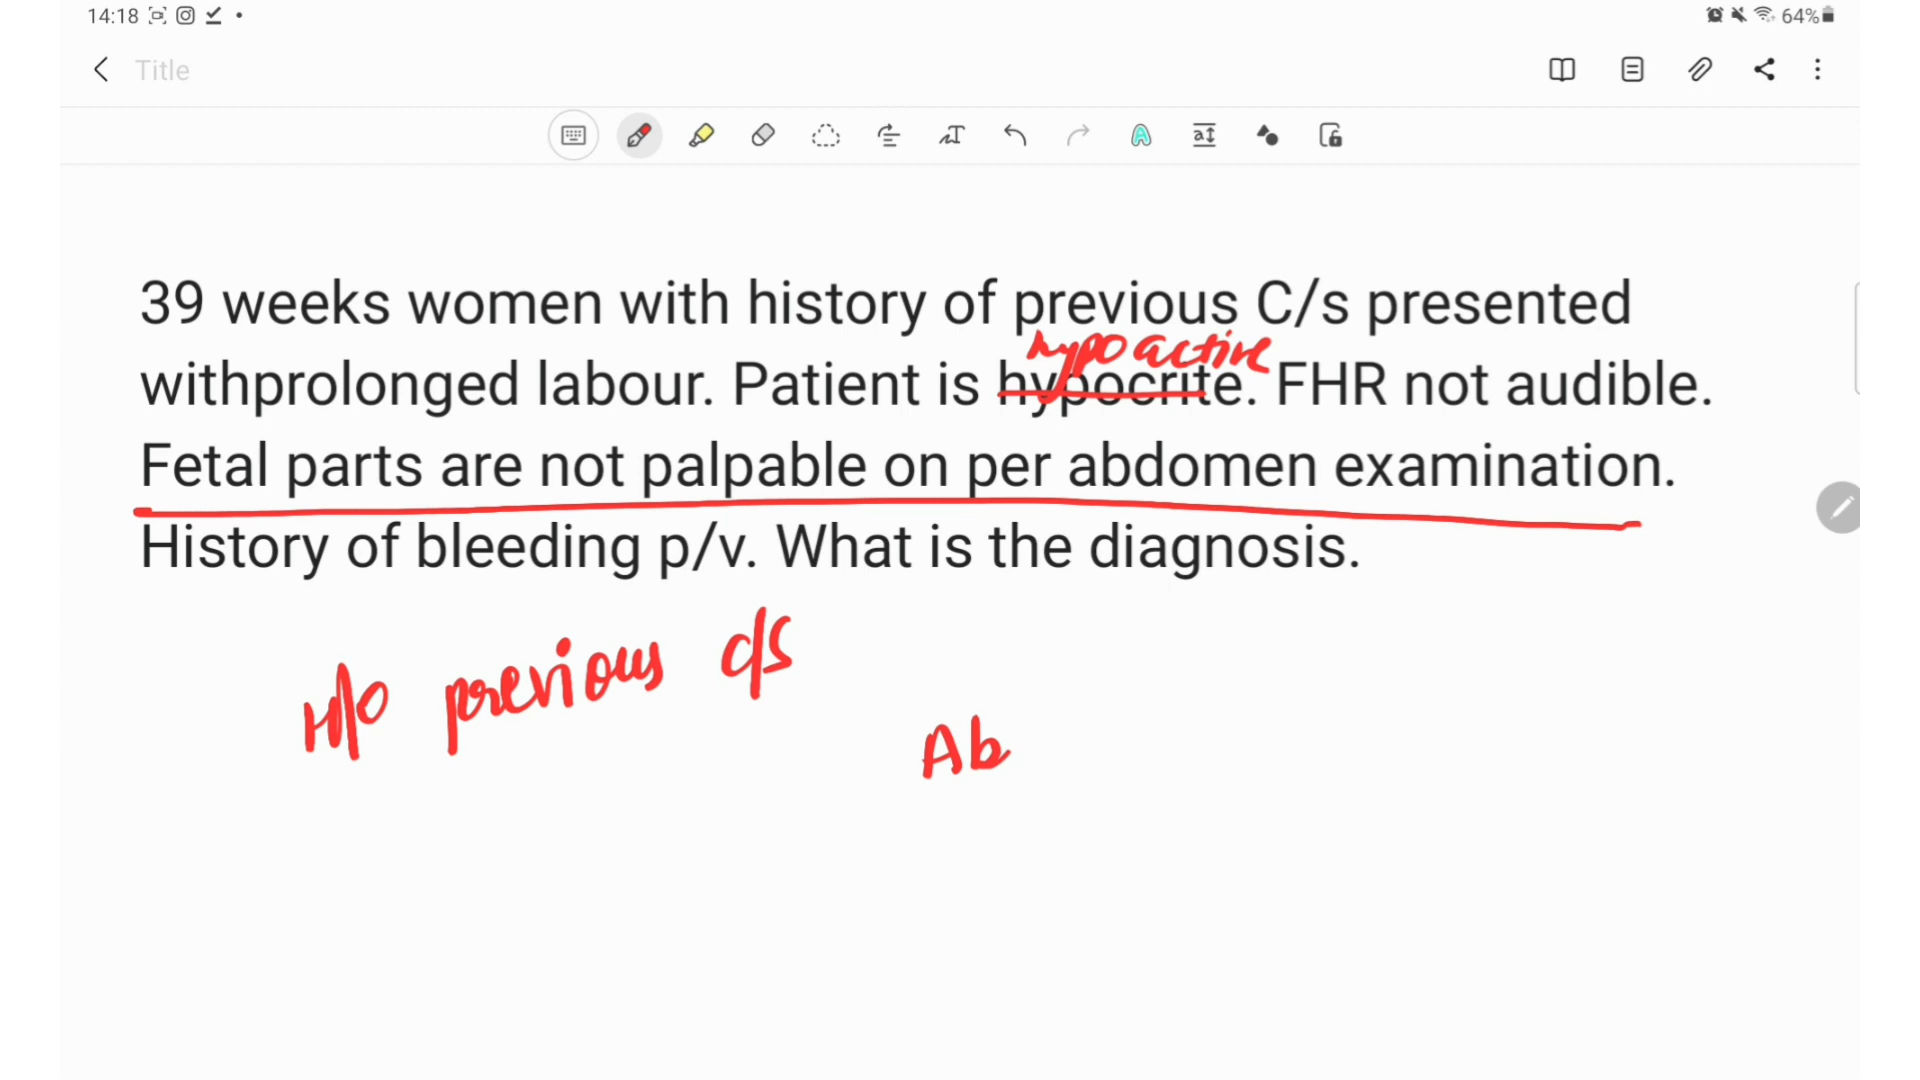 14:18
64%
Title
39 weeks women with history of previous C/s presented
hypoactive
withprolonged labour. Patient is hypocrite. FHR not audible.
Fetal parts are not palpable on per abdomen examination.
History of bleeding p/v. What is the diagnosis.
H/o previous c/s
Ab